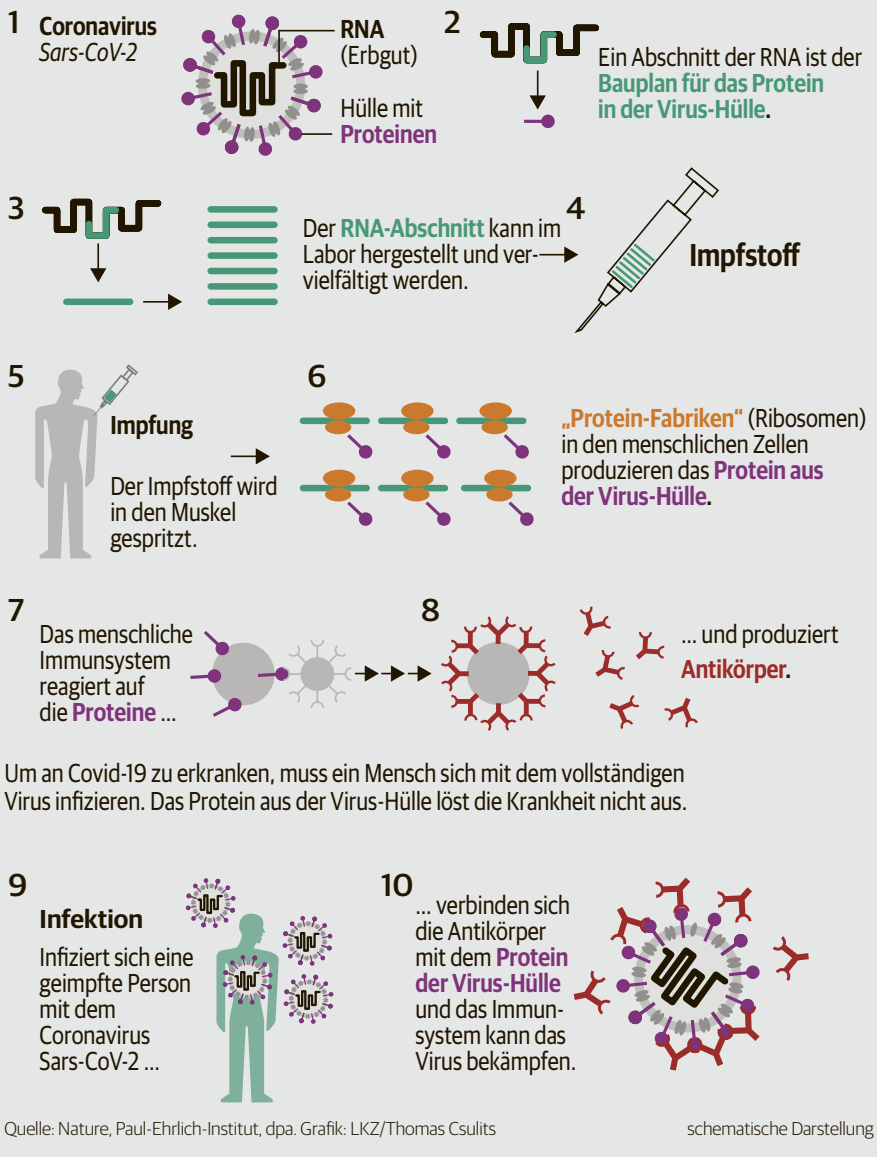 1
Coronavirus
Sars-CoV-2
RNA
(Erbgut)
Hülle mit
Proteinen
2
Ein Abschnitt der RNA ist der
Bauplan für das Protein
in der Virus-Hülle.
3
Der RNA-Abschnitt kann im
Labor hergestellt und ver-
vielfältigt werden.
4
Impfstoff
5
Impfung
Der Impfstoff wird
in den Muskel
gespritzt.
6
„Protein-Fabriken“ (Ribosomen)
in den menschlichen Zellen
produzieren das Protein aus
der Virus-Hülle.
7
Das menschliche
Immunsystem
reagiert auf
die Proteine ...
8
... und produziert
Antikörper.
Um an Covid-19 zu erkranken, muss ein Mensch sich mit dem vollständigen
Virus infizieren. Das Protein aus der Virus-Hülle löst die Krankheit nicht aus.
9
Infektion
Infiziert sich eine
geimpfte Person
mit dem
Coronavirus
Sars-CoV-2 ...
10
... verbinden sich
die Antikörper
mit dem Protein
der Virus-Hülle
und das Immun-
system kann das
Virus bekämpfen.
Quelle: Nature, Paul-Ehrlich-Institut, dpa. Grafik: LKZ/Thomas Csulits
schematische Darstellung